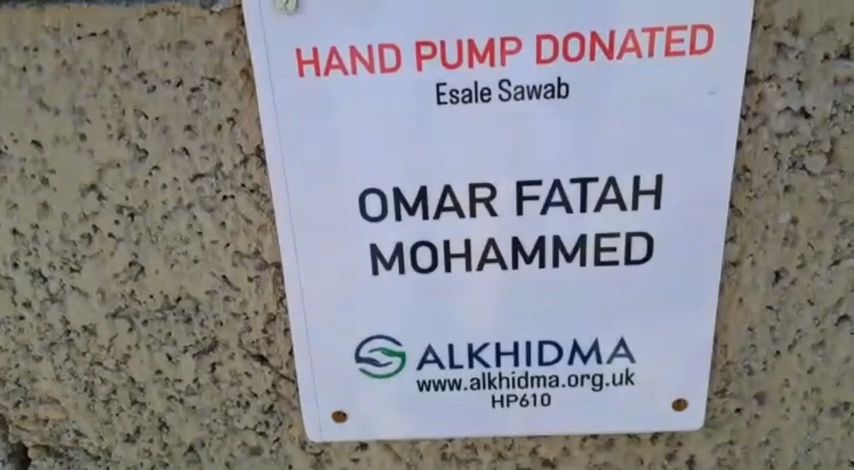 HAND PUMP DONATED
Esale Sawab
OMAR FATAH
MOHAMMED
ALKHIDMA
www.alkhidma.org.uk
HP610